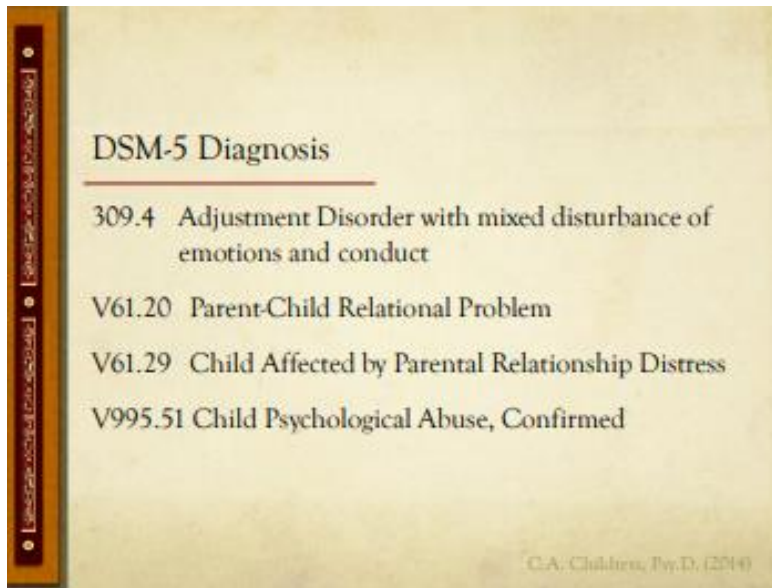 DSM-5 Diagnosis
309.4 Adjustment Disorder with mixed disturbance of
emotions and conduct
V61.20 Parent-Child Relational Problem
V61.29 Child Affected by Parental Relationship Distress
V995.51 Child Psychological Abuse, Confirmed
C.A. Childress, Psy.D. (2014)